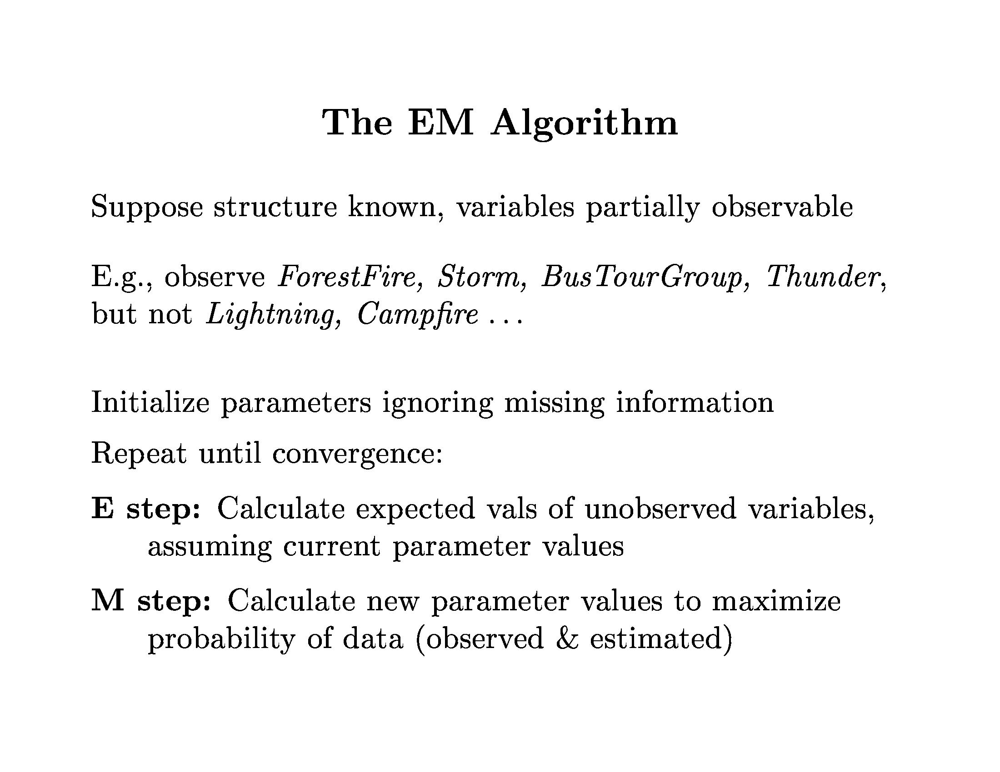 The EM Algorithm
Suppose structure known, variables partially observable
E.g., observe ForestFire, Storm, BusTourGroup, Thunder,
but not Lightning, Campfire . . .
Initialize parameters ignoring missing information
Repeat until convergence:
E step: Calculate expected vals of unobserved variables,
assuming current parameter values
M step: Calculate new parameter values to maximize
probability of data (observed & estimated)